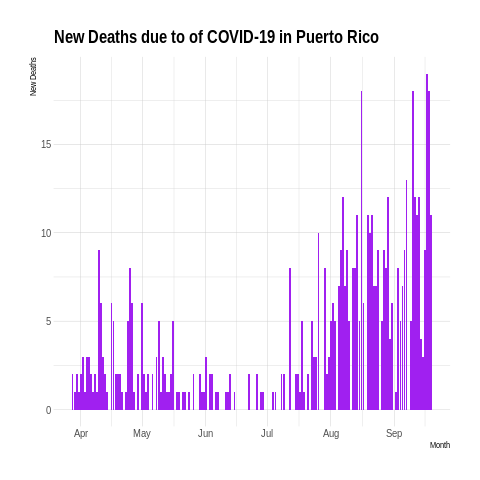 New Deaths due to of COVID-19 in Puerto Rico
New Deaths
15
10
5
0
Apr May Jun Jul Aug Sep
Month